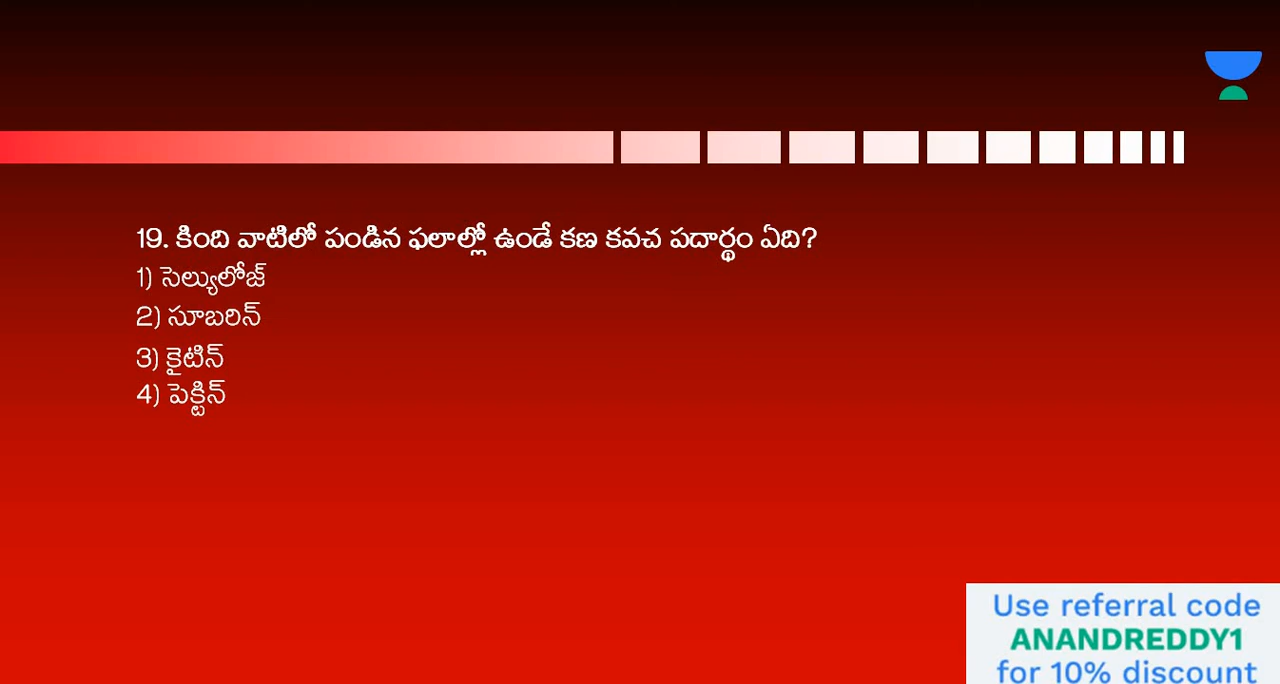 19. కింది వాటిలో పండిన ఫలాల్లో ఉండే కణ కవచ పదార్థం ఏది?
1) సెల్యులోజ్
2) సూబరిన్
3) కైటిన్
4) పెక్టిన్
Use referral code
ANANDREDDY1
for 10% discount